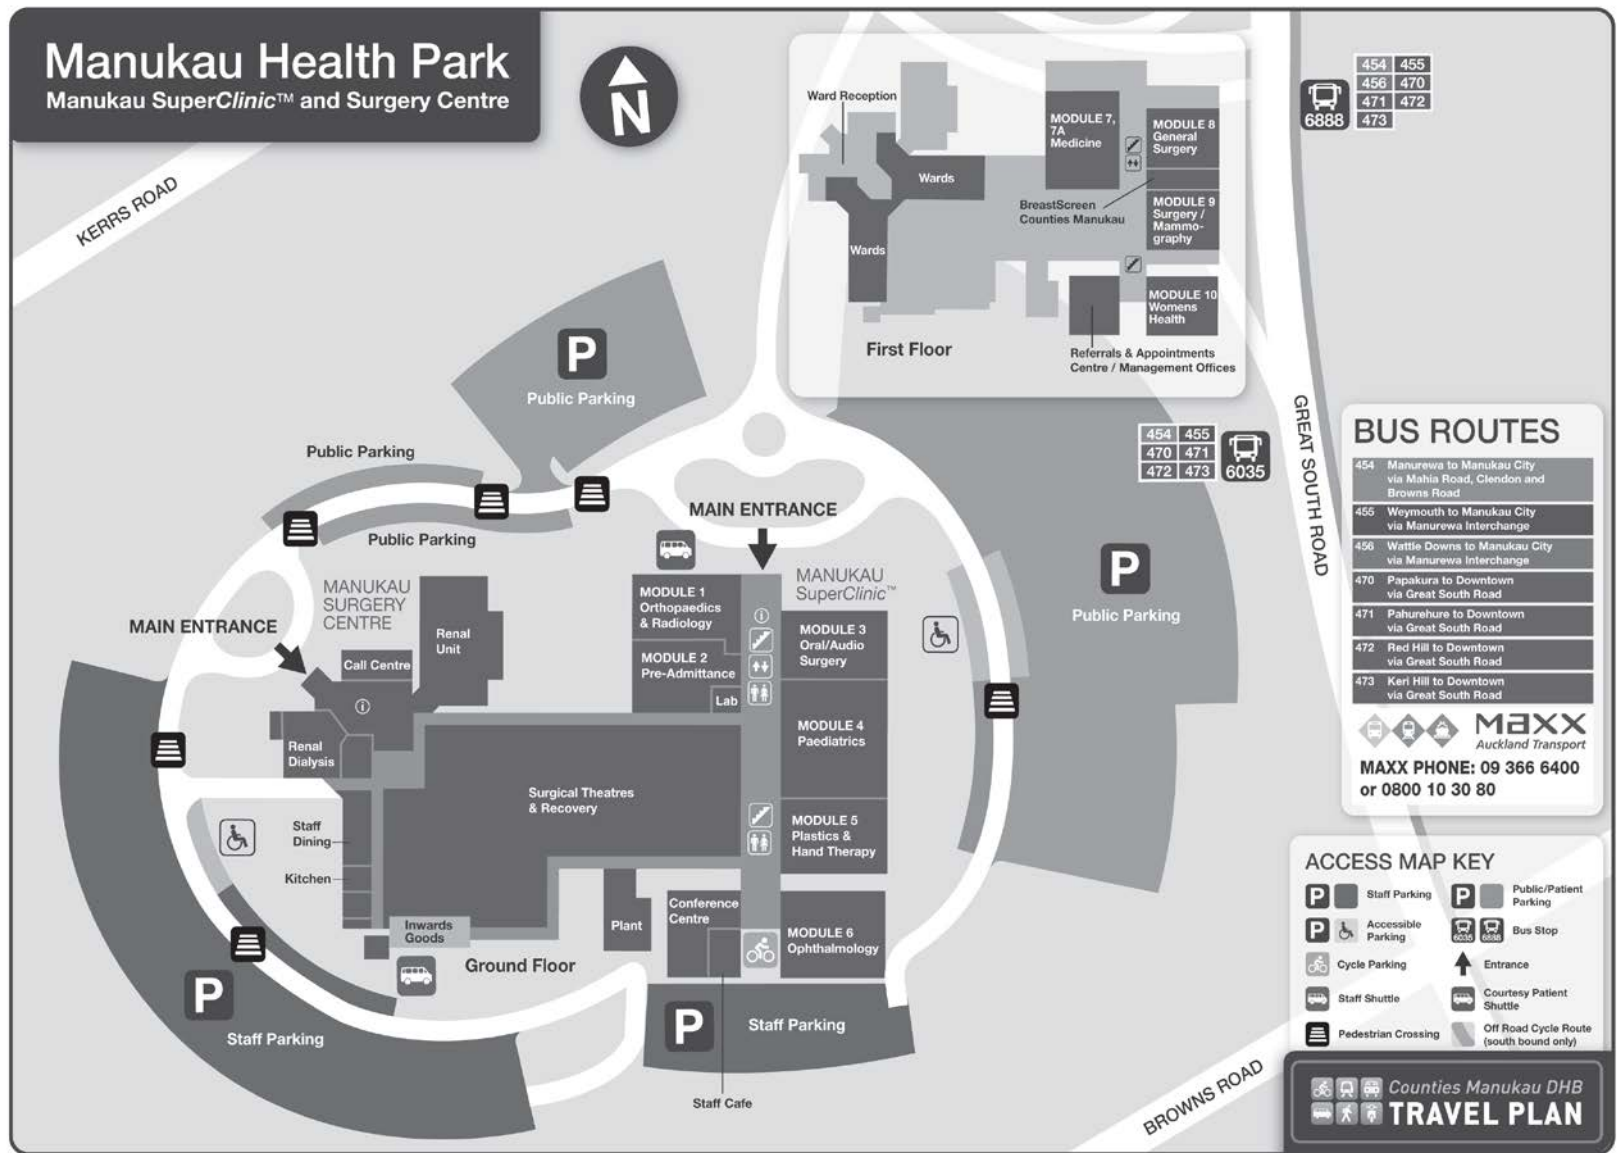 Manukau Health Park
Manukau SuperClinic™ and Surgery Centre
N
KERRS ROAD
Ward Reception
Wards
Wards
MODULE 7,
7A
Medicine
MODULE 8
General
Surgery
BreastScreen
Counties Manukau
MODULE 9
Surgery /
Mammo-
graphy
MODULE 10
Womens
Health
First Floor
Referrals & Appointments
Centre / Management Offices
6888
454 455
456 470
471 472
473
GREAT SOUTH ROAD
454 455
470 471
472 473
6035
P
Public Parking
Public Parking
Public Parking
P
Public Parking
MAIN ENTRANCE
MANUKAU
SuperClinic™
MODULE 1
Orthopaedics
& Radiology
MODULE 2
Pre-Admittance
Lab
i
MODULE 3
Oral/Audio
Surgery
MODULE 4
Paediatrics
MODULE 5
Plastics &
Hand Therapy
MODULE 6
Ophthalmology
Conference
Centre
Plant
MANUKAU
SURGERY
CENTRE
MAIN ENTRANCE
Call Centre
Renal
Unit
i
Renal
Dialysis
Surgical Theatres
& Recovery
Staff
Dining
Kitchen
Inwards
Goods
Ground Floor
P
Staff Parking
P
Staff Parking
Staff Cafe
BROWNS ROAD
BUS ROUTES
454 Manurewa to Manukau City
via Mahia Road, Clendon and
Browns Road
455 Weymouth to Manukau City
via Manurewa Interchange
456 Wattle Downs to Manukau City
via Manurewa Interchange
470 Papakura to Downtown
via Great South Road
471 Pahurehure to Downtown
via Great South Road
472 Red Hill to Downtown
via Great South Road
473 Keri Hill to Downtown
via Great South Road
MAXX
Auckland Transport
MAXX PHONE: 09 366 6400
or 0800 10 30 80
ACCESS MAP KEY
P Staff Parking
P Public/Patient
Parking
P Accessible
Parking
6035 6888 Bus Stop
Cycle Parking
Entrance
Staff Shuttle
Courtesy Patient
Shuttle
Pedestrian Crossing
Off Road Cycle Route
(south bound only)
Counties Manukau DHB
TRAVEL PLAN